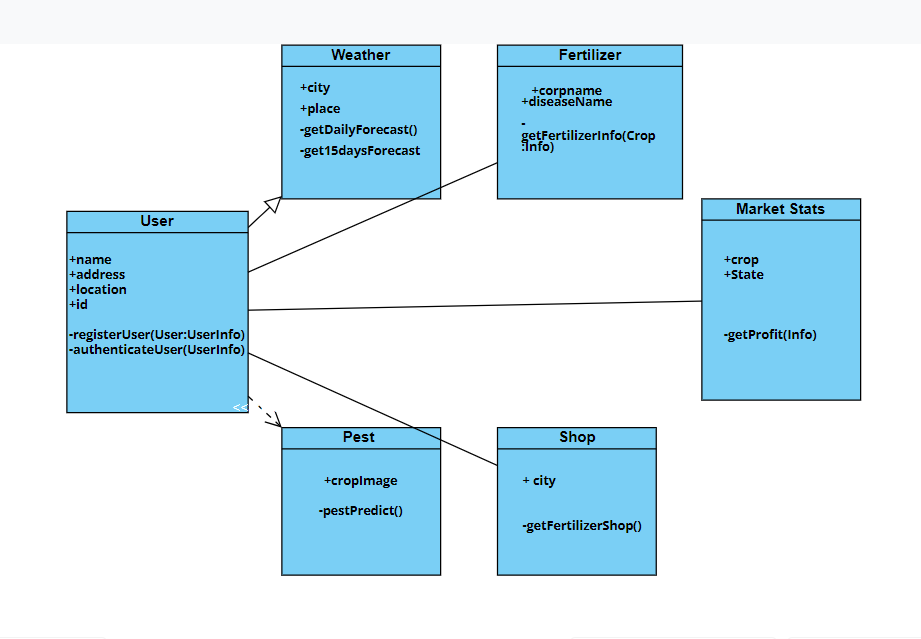 Weather
+city
+place
-getDailyForecast()
-get15daysForecast
Fertilizer
+corpname
+diseaseName
-
getFertilizerInfo(Crop
:Info)
User
+name
+address
+location
+id
-registerUser(User:UserInfo)
-authenticateUser(UserInfo)
<<
Market Stats
+crop
+State
-getProfit(Info)
Pest
+cropImage
-pestPredict()
Shop
+ city
-getFertilizerShop()